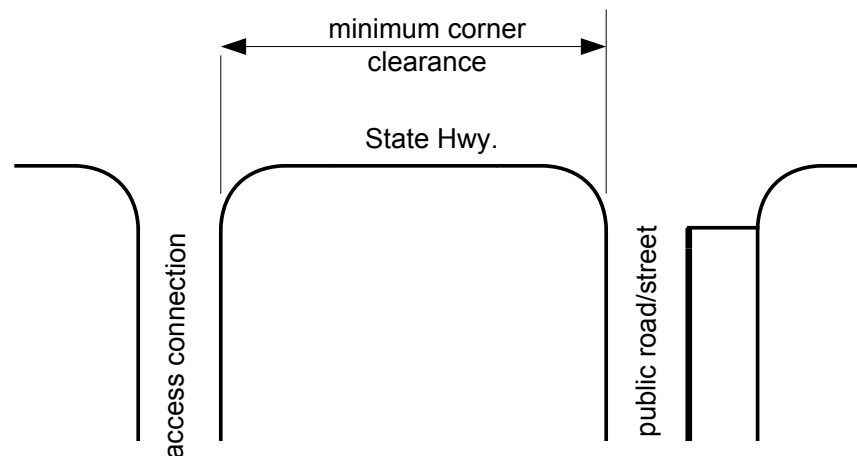 minimum corner
clearance
State Hwy.
access connection
public road/street